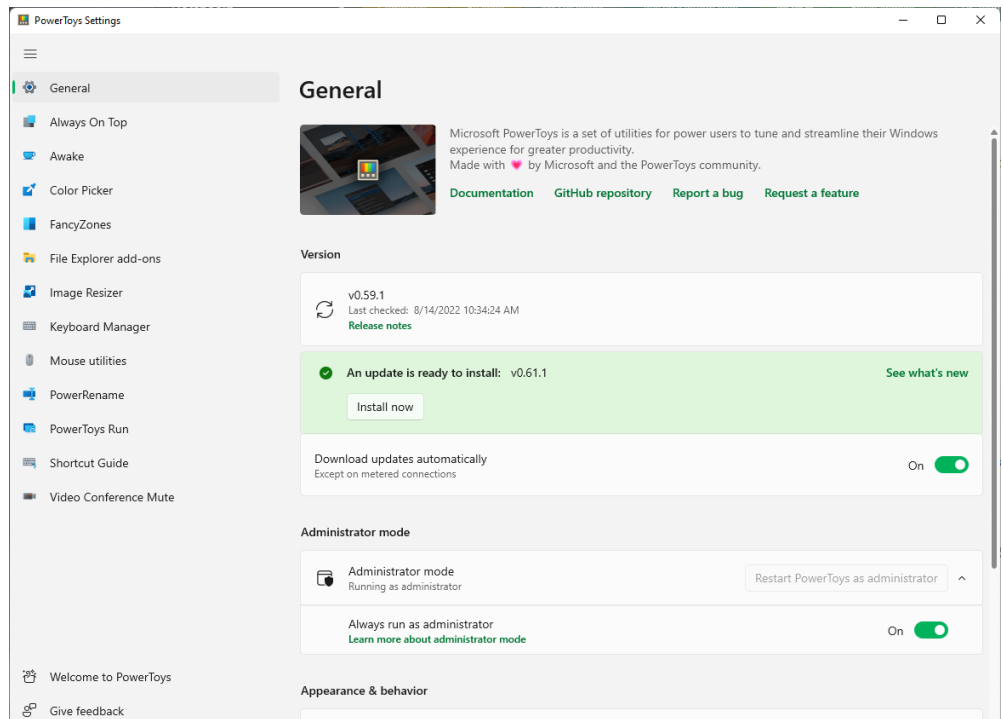 PowerToys Settings
General
Always On Top
Awake
Color Picker
FancyZones
File Explorer add-ons
Image Resizer
Keyboard Manager
Mouse utilities
PowerRename
PowerToys Run
Shortcut Guide
Video Conference Mute
Welcome to PowerToys
Give feedback
General
Microsoft PowerToys is a set of utilities for power users to tune and streamline their Windows
experience for greater productivity.
Made with 💗 by Microsoft and the PowerToys community.
Documentation GitHub repository Report a bug Request a feature
Version
v0.59.1
Last checked: 8/14/2022 10:34:24 AM
Release notes
An update is ready to install: v0.61.1 See what's new
Install now
Download updates automatically
Except on metered connections
On
Administrator mode
Administrator mode
Running as administrator
Restart PowerToys as administrator
Always run as administrator
Learn more about administrator mode
On
Appearance & behavior